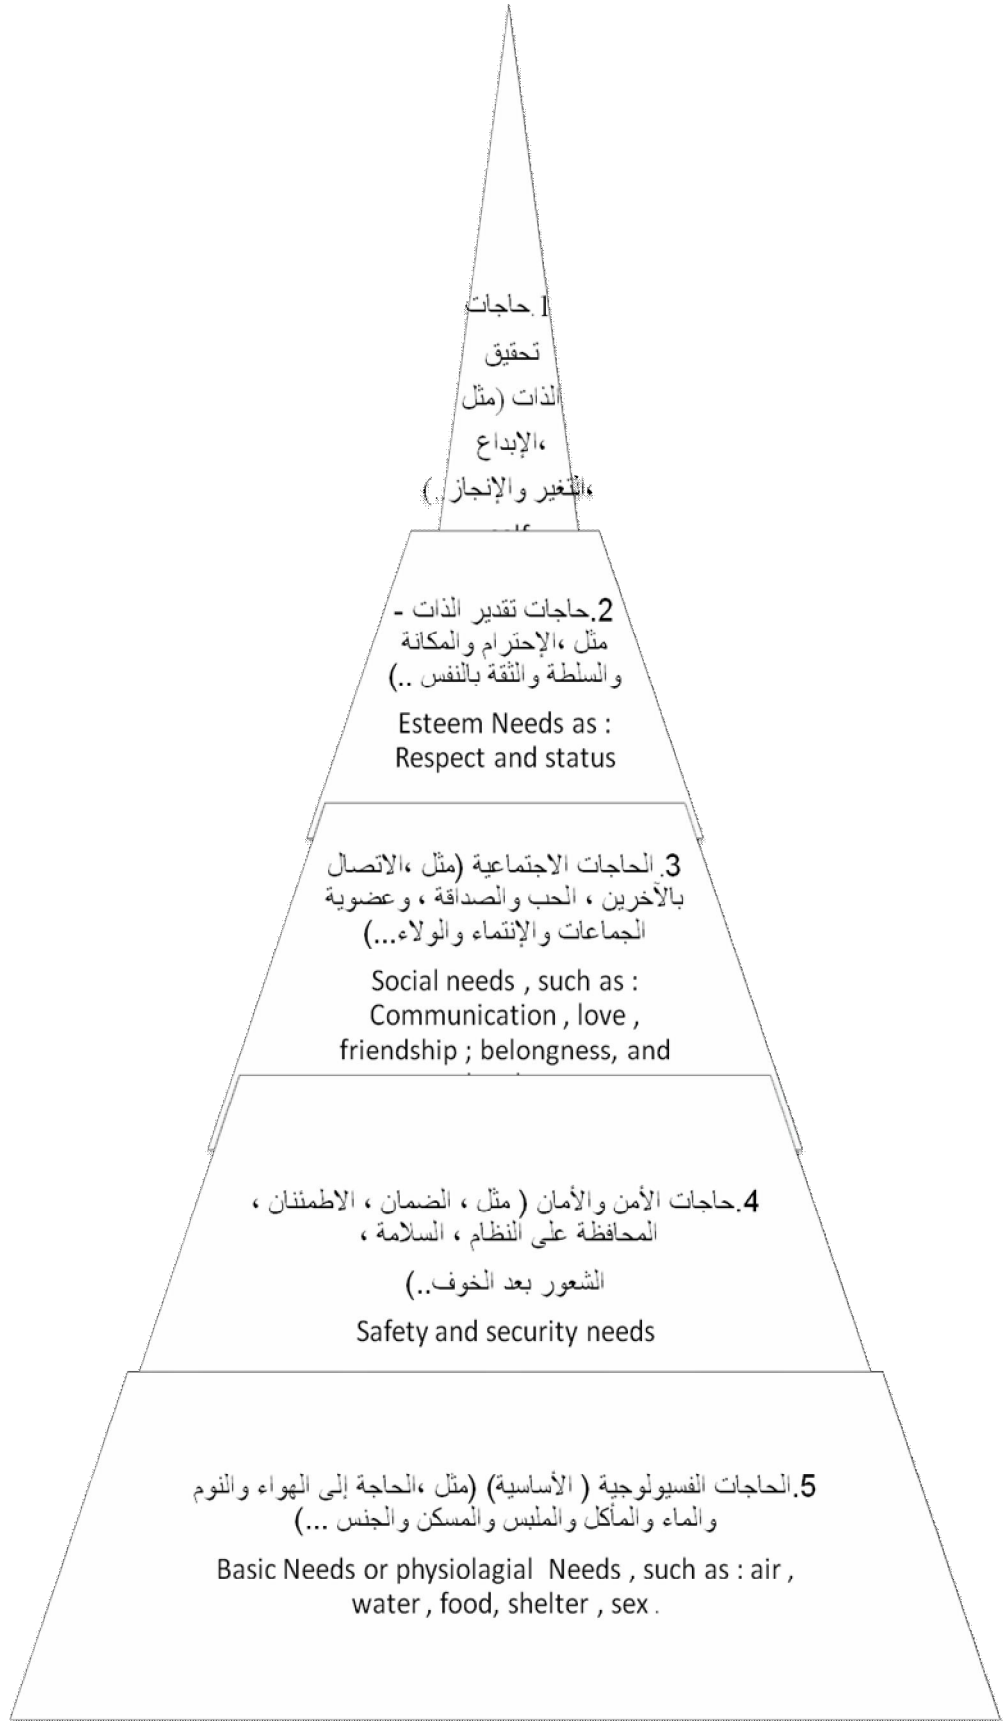 1.حاجات
تحقيق
الذات (مثل
،الإبداع
،التغير والإنجاز..)
2.حاجات تقدير الذات -
مثل ،الإحترام والمكانة
والسلطة والثقة بالنفس ..)
Esteem Needs as :
Respect and status
3. الحاجات الاجتماعية (مثل ،الاتصال
بالآخرين ، الحب والصداقة ، وعضوية
الجماعات والإنتماء والولاء...)
Social needs , such as :
Communication , love ,
friendship ; belongness, and
4.حاجات الأمن والأمان ( مثل ، الضمان ، الاطمئنان ،
المحافظة على النظام ، السلامة ،
الشعور بعد الخوف..)
Safety and security needs
5.الحاجات الفسيولوجية ( الأساسية) (مثل ،الحاجة إلى الهواء والنوم
والماء والمأكل والملبس والمسكن والجنس ...)
Basic Needs or physiolagial Needs , such as : air ,
water , food, shelter , sex .